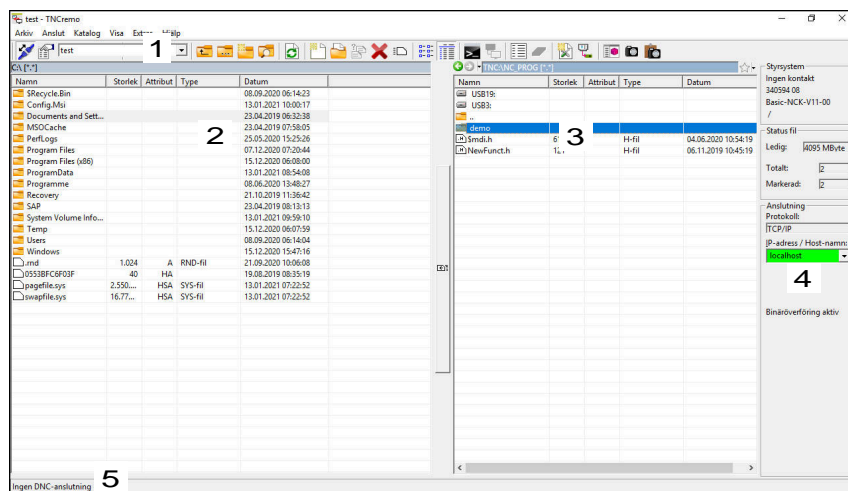 test - TNCremo
Arkiv Anslut Katalog Visa Hjälp
test
1
C:\ [*.*]
Namn Storlek Attribut Type Datum
$Recycle.Bin 08.09.2020 06:14:23
Config.Msi 13.01.2021 10:00:17
Documents and Sett... 23.04.2019 06:32:38
MSOCache 23.04.2019 07:58:05
PerfLogs 25.05.2020 15:25:26
Program Files 07.12.2020 07:20:44
Program Files (x86) 15.12.2020 06:08:00
ProgramData 13.01.2021 08:54:08
Programme 08.06.2020 13:48:27
Recovery 21.10.2019 11:36:42
SAP 23.04.2019 08:13:13
System Volume Info... 13.01.2021 09:59:10
Temp 15.12.2020 06:07:59
Users 08.09.2020 06:14:04
Windows 15.12.2020 15:47:16
.rnd 1.024 A RND-fil 21.09.2020 10:06:08
0553BFC6F03F 40 HA 19.08.2019 08:35:19
pagefile.sys 2.550.... HSA SYS-fil 13.01.2021 07:22:52
swapfile.sys 16.77... HSA SYS-fil 13.01.2021 07:22:52
2
TNC:\NC_PROG [*.*]
Namn Storlek Attribut Type Datum
USB19:
USB3:
..
demo
$mdi.h H-fil 04.06.2020 10:54:19
NewFunct.h H-fil 06.11.2019 10:45:19
3
Styrsystem
Ingen kontakt
340594 08
Basic-NCK-V11-00
/
Status fil
Ledig: 4095 MByte
Totalt: 2
Markerad: 2
Anslutning
Protokoll:
TCP/IP
IP-adress / Host-namn:
localhost
4
Binäröverföring aktiv
Ingen DNC-anslutning
5